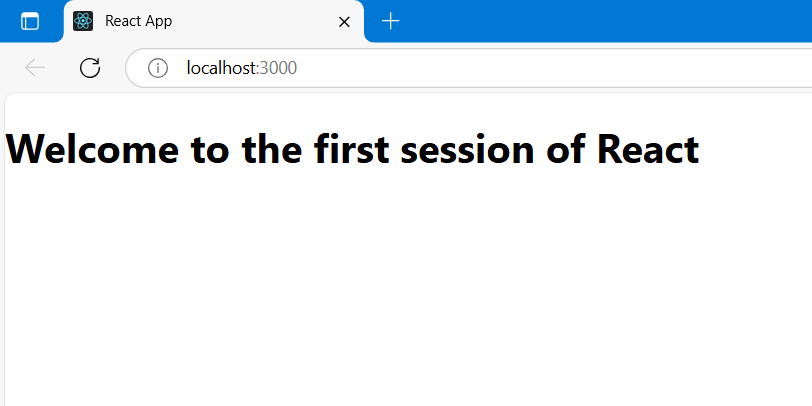 React App
localhost:3000
Welcome to the first session of React